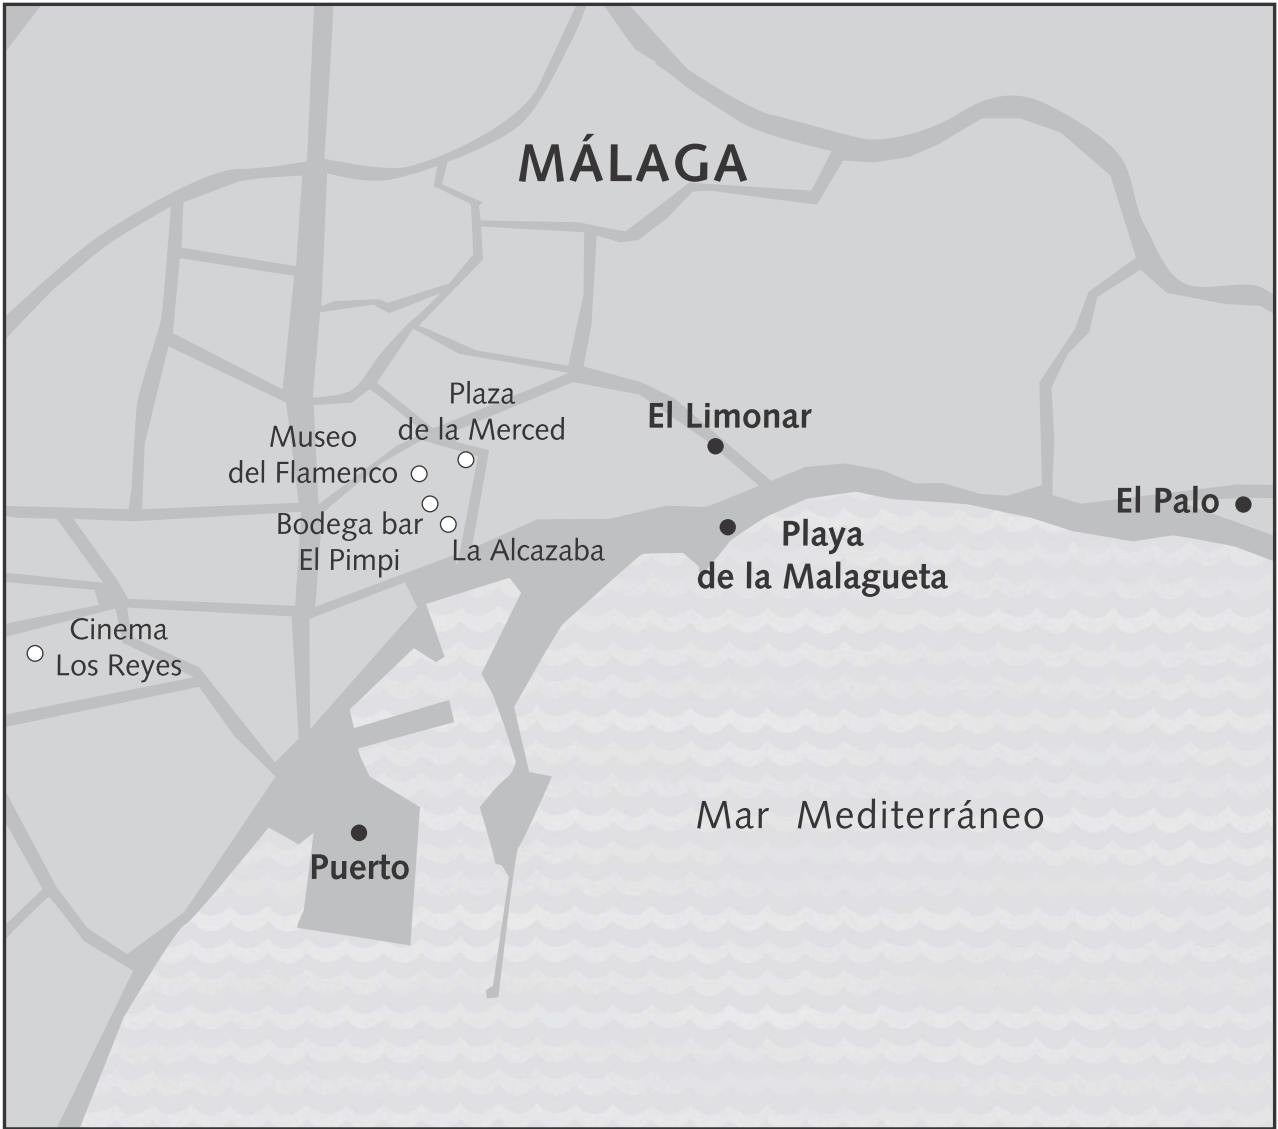 MÁLAGA
Plaza
de la Merced
El Limonar
Museo
del Flamenco
El Palo
Bodega bar
El Pimpi
La Alcazaba
Playa
de la Malagueta
Cinema
Los Reyes
Mar Mediterráneo
Puerto